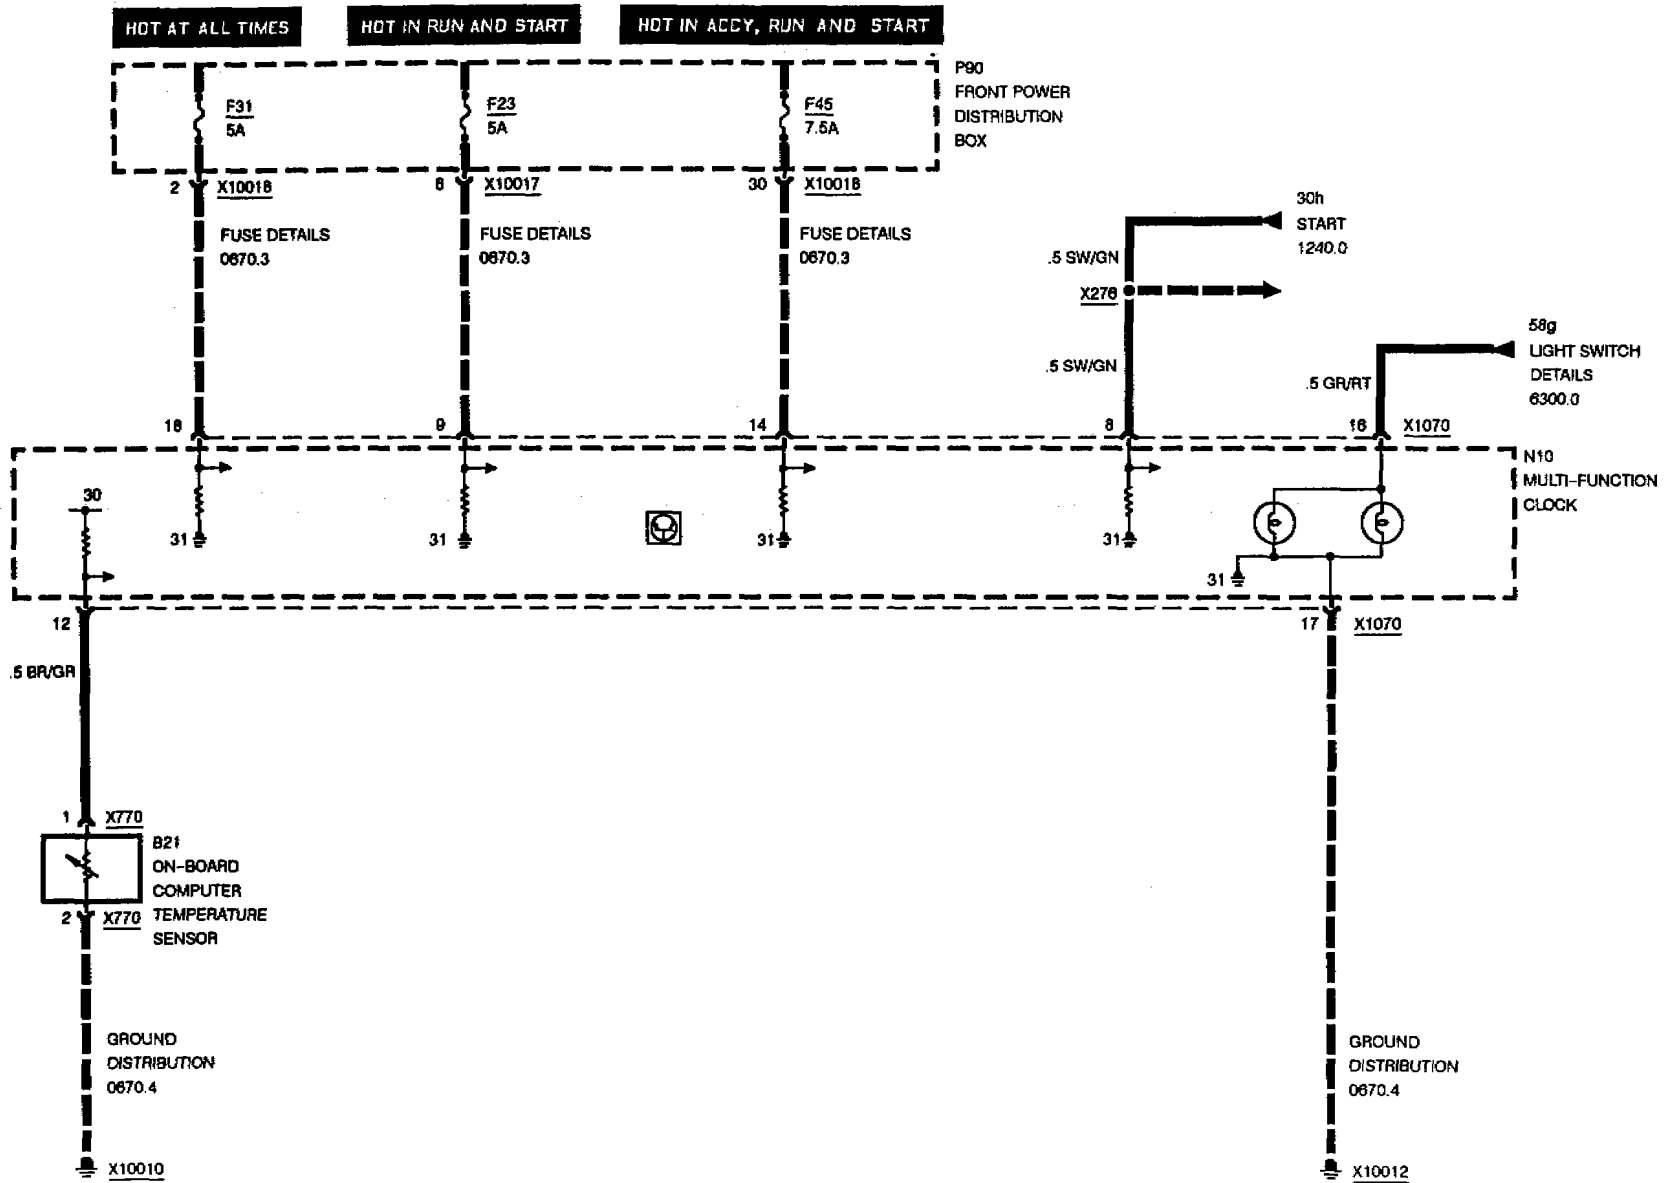 HOT AT ALL TIMES
HOT IN RUN AND START
HOT IN ACCY, RUN AND START
P90
FRONT POWER
DISTRIBUTION
BOX
F31
5A
F23
5A
F45
7.5A
2
X10018
8
X10017
30
X10018
FUSE DETAILS
0670.3
FUSE DETAILS
0670.3
FUSE DETAILS
0670.3
30h
START
1240.0
.5 SW/GN
X276
.5 SW/GN
58g
LIGHT SWITCH
DETAILS
6300.0
.5 GR/RT
18
9
14
8
16
X1070
N10
MULTI-FUNCTION
CLOCK
30
31
31
31
31
31
12
17
X1070
.5 BR/GR
1
X770
B21
ON-BOARD
COMPUTER
TEMPERATURE
SENSOR
2
X770
GROUND
DISTRIBUTION
0670.4
GROUND
DISTRIBUTION
0670.4
X10010
X10012